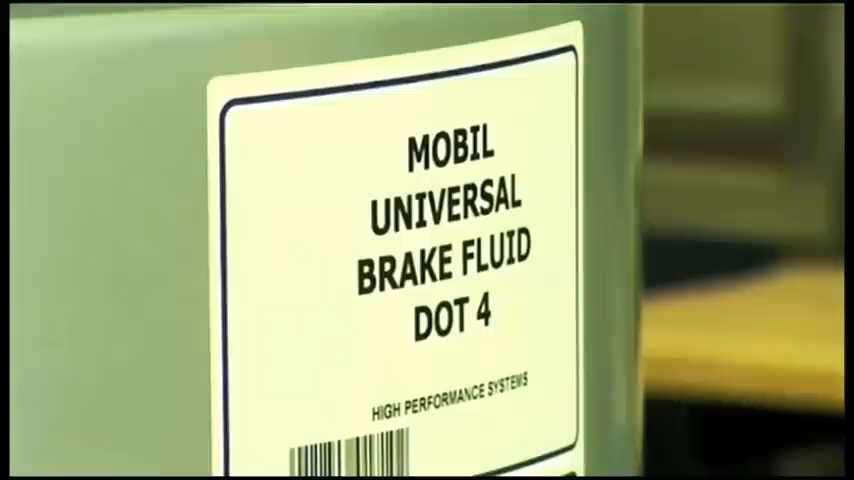 MOBIL
UNIVERSAL
BRAKE FLUID
DOT 4
HIGH PERFORMANCE SYSTEMS